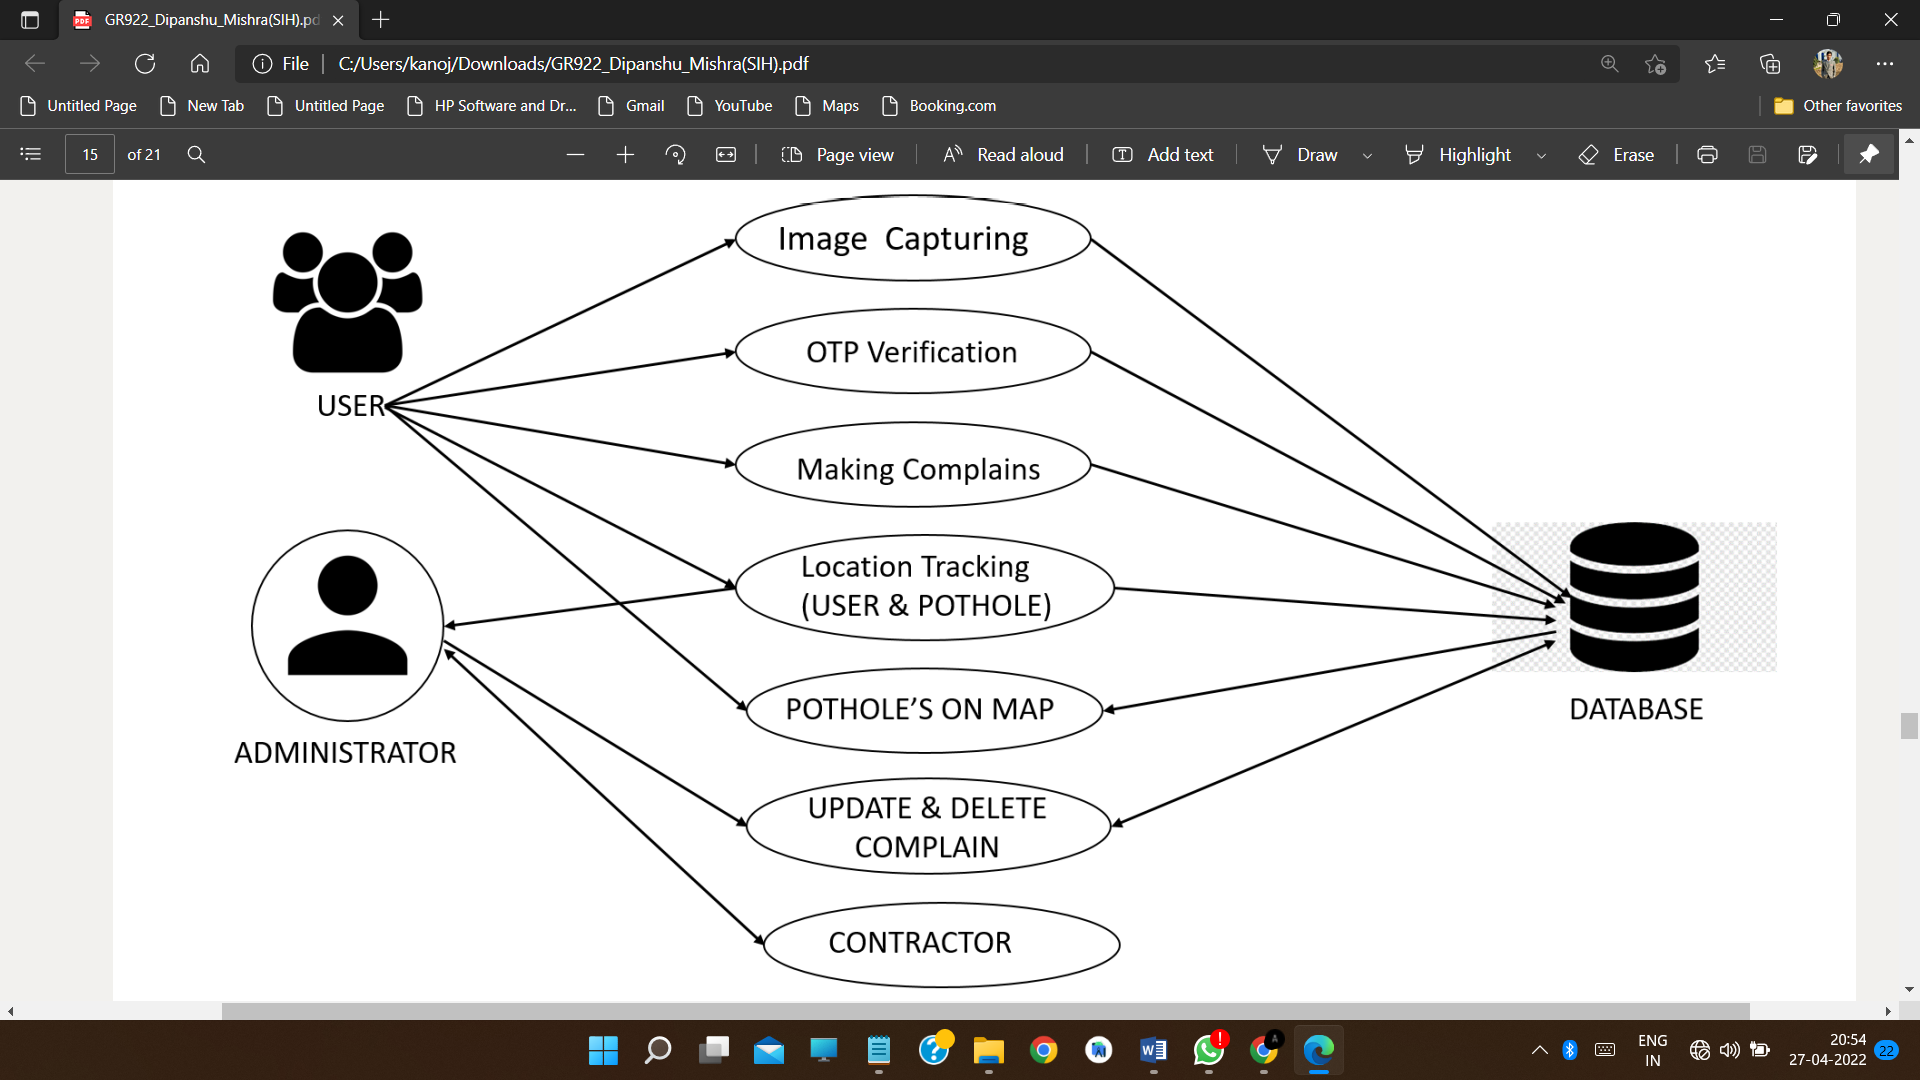 GR922_Dipanshu_Mishra(SIH).pd
File
C:/Users/kanoj/Downloads/GR922_Dipanshu_Mishra(SIH).pdf
Untitled Page
New Tab
Untitled Page
HP Software and Dr...
Gmail
YouTube
Maps
Booking.com
Other favorites
15
of 21
Page view
Read aloud
Add text
Draw
Highlight
Erase
Image Capturing
OTP Verification
USER
Making Complains
Location Tracking
(USER & POTHOLE)
POTHOLE’S ON MAP
DATABASE
ADMINISTRATOR
UPDATE & DELETE
COMPLAIN
CONTRACTOR
ENG
IN
20:54
27-04-2022
22